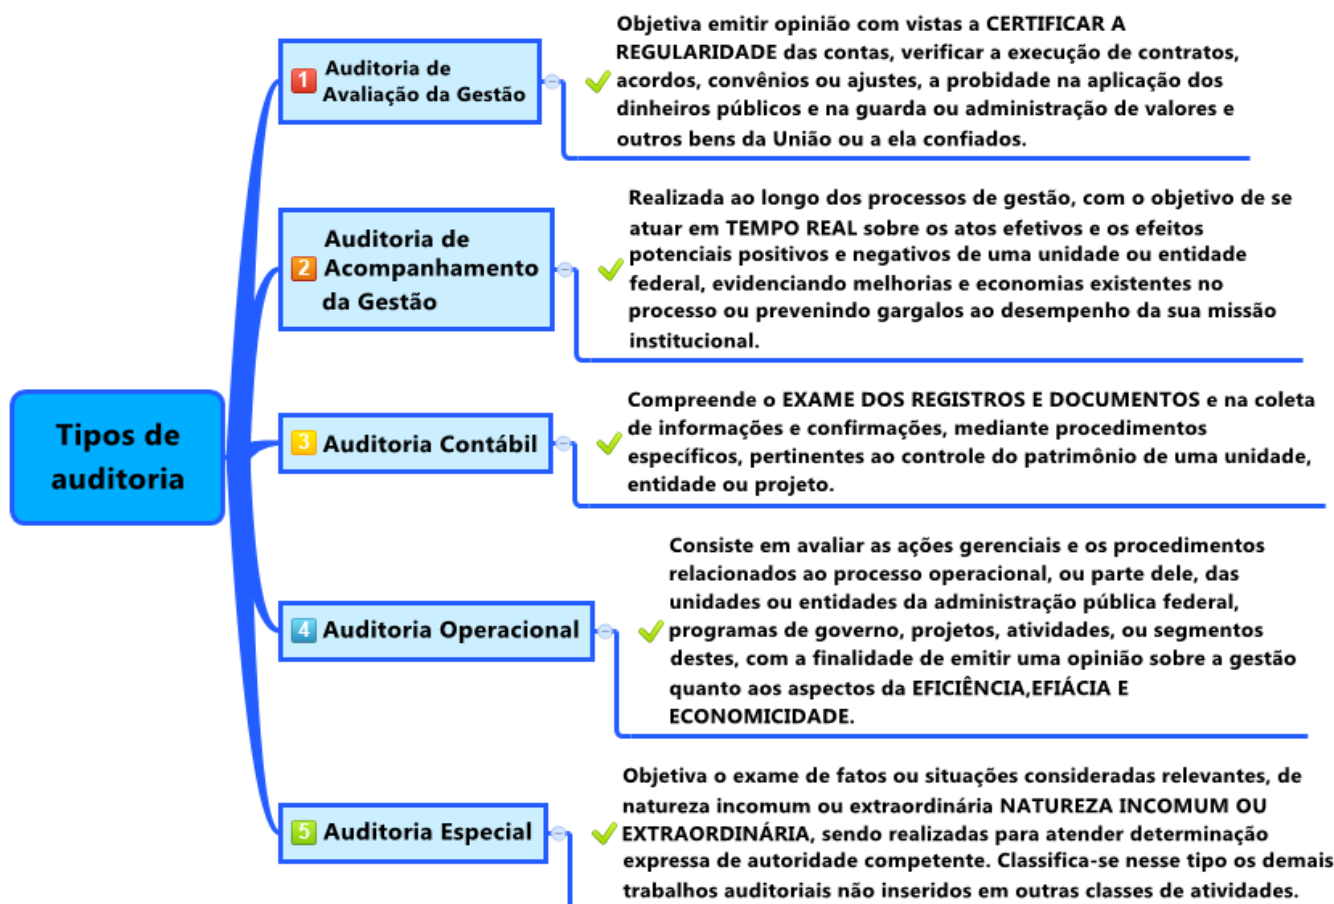 Tipos de
auditoria
1
Auditoria de
Avaliação da Gestão
Objetiva emitir opinião com vistas a CERTIFICAR A
REGULARIDADE das contas, verificar a execução de contratos,
acordos, convênios ou ajustes, a probidade na aplicação dos
dinheiros públicos e na guarda ou administração de valores e
outros bens da União ou a ela confiados.
2
Auditoria de
Acompanhamento
da Gestão
Realizada ao longo dos processos de gestão, com o objetivo de se
atuar em TEMPO REAL sobre os atos efetivos e os efeitos
potenciais positivos e negativos de uma unidade ou entidade
federal, evidenciando melhorias e economias existentes no
processo ou prevenindo gargalos ao desempenho da sua missão
institucional.
3
Auditoria Contábil
Compreende o EXAME DOS REGISTROS E DOCUMENTOS e na coleta
de informações e confirmações, mediante procedimentos
específicos, pertinentes ao controle do patrimônio de uma unidade,
entidade ou projeto.
4
Auditoria Operacional
Consiste em avaliar as ações gerenciais e os procedimentos
relacionados ao processo operacional, ou parte dele, das
unidades ou entidades da administração pública federal,
programas de governo, projetos, atividades, ou segmentos
destes, com a finalidade de emitir uma opinião sobre a gestão
quanto aos aspectos da EFICIÊNCIA,EFIÁCIA E
ECONOMICIDADE.
5
Auditoria Especial
Objetiva o exame de fatos ou situações consideradas relevantes, de
natureza incomum ou extraordinária NATUREZA INCOMUM OU
EXTRAORDINÁRIA, sendo realizadas para atender determinação
expressa de autoridade competente. Classifica-se nesse tipo os demais
trabalhos auditoriais não inseridos em outras classes de atividades.